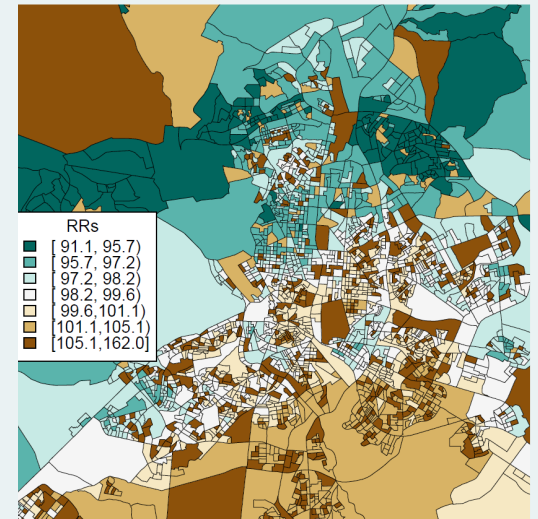 RRs
[ 91.1, 95.7)
[ 95.7, 97.2)
[ 97.2, 98.2)
[ 98.2, 99.6)
[ 99.6,101.1)
[101.1,105.1)
[105.1,162.0]